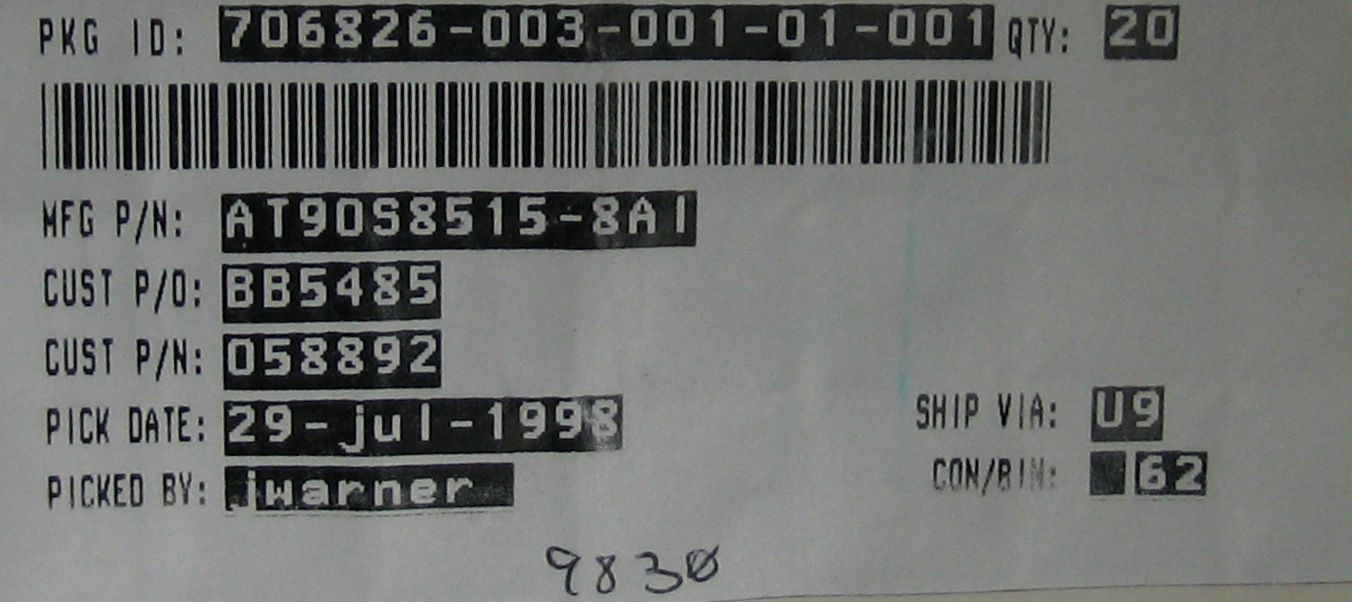 PKG ID: 706826-003-001-01-001 QTY: 20
MFG P/N: AT90S8515-8AI
CUST P/O: BB5485
CUST P/N: 058892
PICK DATE: 29-jul-1998 SHIP VIA: U9
PICKED BY: jwarner CON/BIN: 62
9830